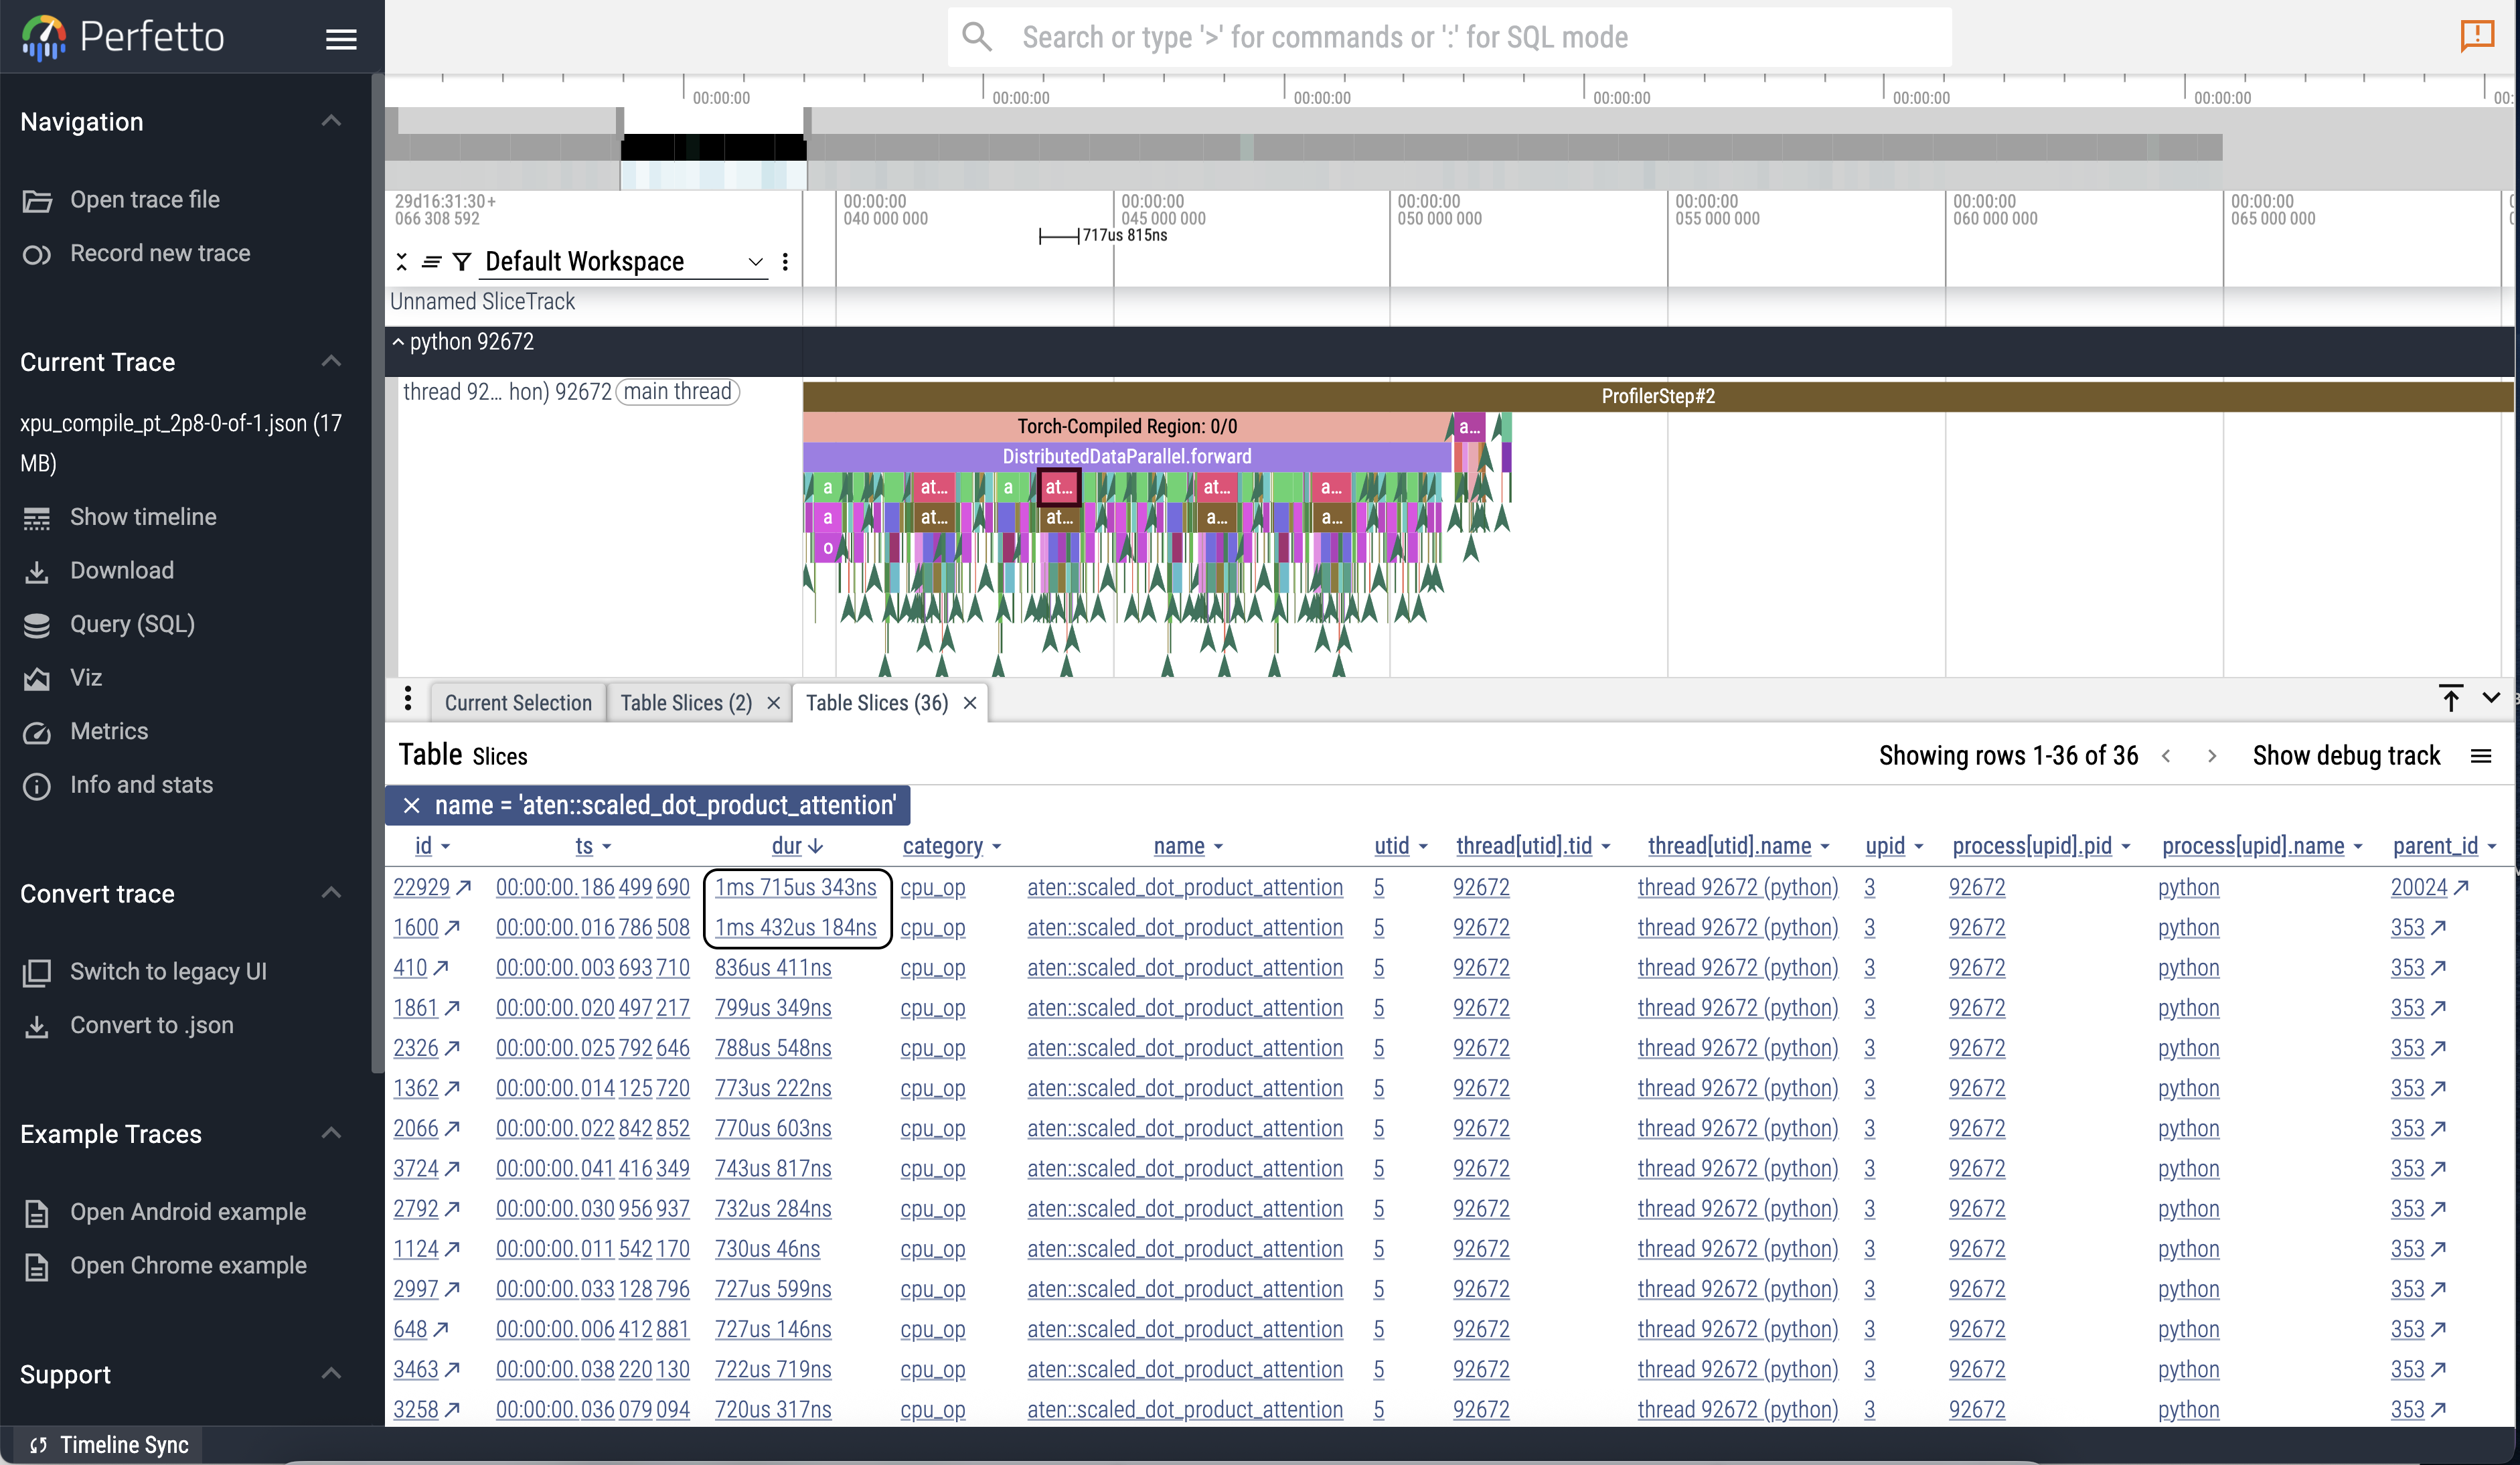 Perfetto
Search or type '>' for commands or ':' for SQL mode
Navigation
Open trace file
Record new trace
Current Trace
xpu_compile_pt_2p8-0-of-1.json (17
MB)
Show timeline
Download
Query (SQL)
Viz
Metrics
Info and stats
Convert trace
Switch to legacy UI
Convert to .json
Example Traces
Open Android example
Open Chrome example
Support
Timeline Sync
00:00:00 00:00:00 00:00:00 00:00:00 00:00:00 00:00:00 00:
29d16:31:30+ 00:00:00 00:00:00 00:00:00 00:00:00 00:00:00 00:00:00
066 308 592 040 000 000 045 000 000 050 000 000 055 000 000 060 000 000 065 000 000
717us 815ns
Default Workspace
Unnamed SliceTrack
python 92672
thread 92... hon) 92672 main thread
ProfilerStep#2
Torch-Compiled Region: 0/0 a...
DistributedDataParallel.forward
a at... a at... at... a...
a at... at... a... a...
o
Current Selection Table Slices (2) Table Slices (36)
Table Slices Showing rows 1-36 of 36 Show debug track
name = 'aten::scaled_dot_product_attention'
id ts dur category name utid thread[utid].tid thread[utid].name upid process[upid].pid process[upid].name parent_id
22929 00:00:00.186 499 690 1ms 715us 343ns cpu_op aten::scaled_dot_product_attention 5 92672 thread 92672 (python) 3 92672 python 20024
1600 00:00:00.016 786 508 1ms 432us 184ns cpu_op aten::scaled_dot_product_attention 5 92672 thread 92672 (python) 3 92672 python 353
410 00:00:00.003 693 710 836us 411ns cpu_op aten::scaled_dot_product_attention 5 92672 thread 92672 (python) 3 92672 python 353
1861 00:00:00.020 497 217 799us 349ns cpu_op aten::scaled_dot_product_attention 5 92672 thread 92672 (python) 3 92672 python 353
2326 00:00:00.025 792 646 788us 548ns cpu_op aten::scaled_dot_product_attention 5 92672 thread 92672 (python) 3 92672 python 353
1362 00:00:00.014 125 720 773us 222ns cpu_op aten::scaled_dot_product_attention 5 92672 thread 92672 (python) 3 92672 python 353
2066 00:00:00.022 842 852 770us 603ns cpu_op aten::scaled_dot_product_attention 5 92672 thread 92672 (python) 3 92672 python 353
3724 00:00:00.041 416 349 743us 817ns cpu_op aten::scaled_dot_product_attention 5 92672 thread 92672 (python) 3 92672 python 353
2792 00:00:00.030 956 937 732us 284ns cpu_op aten::scaled_dot_product_attention 5 92672 thread 92672 (python) 3 92672 python 353
1124 00:00:00.011 542 170 730us 46ns cpu_op aten::scaled_dot_product_attention 5 92672 thread 92672 (python) 3 92672 python 353
2997 00:00:00.033 128 796 727us 599ns cpu_op aten::scaled_dot_product_attention 5 92672 thread 92672 (python) 3 92672 python 353
648 00:00:00.006 412 881 727us 146ns cpu_op aten::scaled_dot_product_attention 5 92672 thread 92672 (python) 3 92672 python 353
3463 00:00:00.038 220 130 722us 719ns cpu_op aten::scaled_dot_product_attention 5 92672 thread 92672 (python) 3 92672 python 353
3258 00:00:00.036 079 094 720us 317ns cpu_op aten::scaled_dot_product_attention 5 92672 thread 92672 (python) 3 92672 python 353